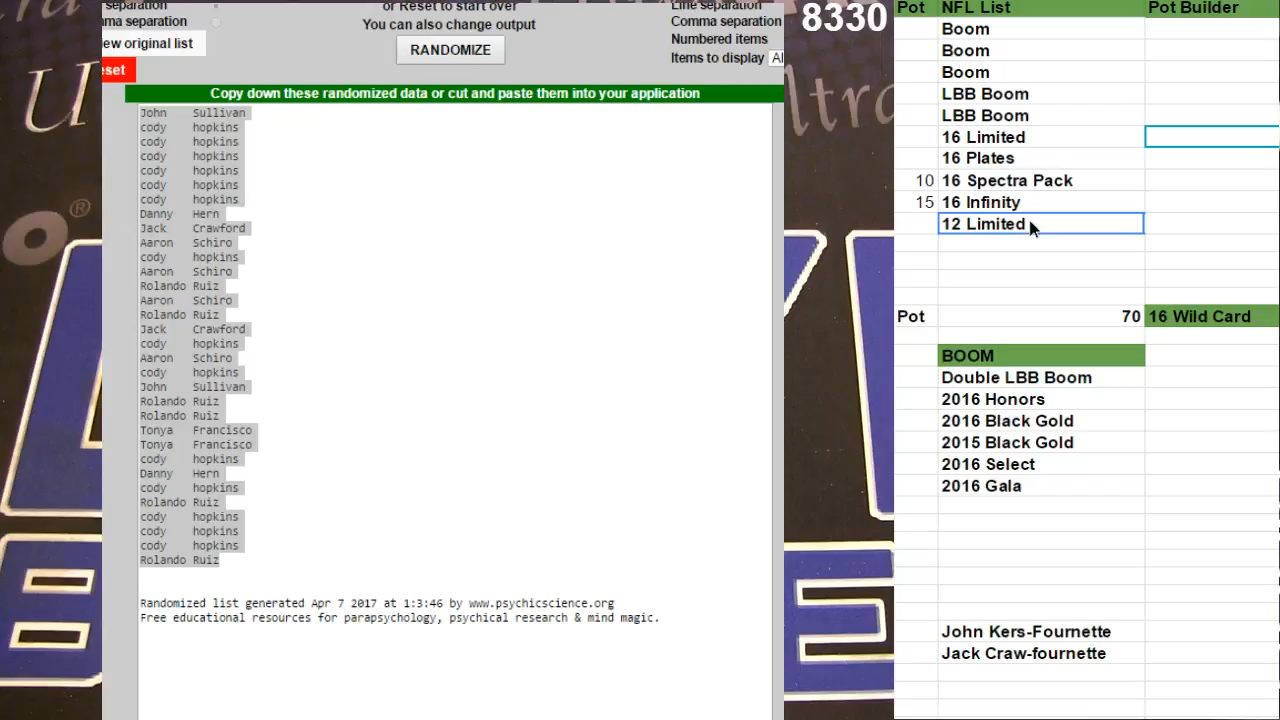 separation
mma separation
ew original list
set
or Reset to start over
You can also change output
RANDOMIZE
Line separation
Comma separation
Numbered items
Items to display Al
8330
Copy down these randomized data or cut and paste them into your application
John Sullivan
cody hopkins
cody hopkins
cody hopkins
cody hopkins
cody hopkins
cody hopkins
Danny Hern
Jack Crawford
Aaron Schiro
cody hopkins
Aaron Schiro
Rolando Ruiz
Aaron Schiro
Rolando Ruiz
Jack Crawford
cody hopkins
Aaron Schiro
cody hopkins
John Sullivan
Rolando Ruiz
Rolando Ruiz
Tonya Francisco
Tonya Francisco
cody hopkins
Danny Hern
cody hopkins
Rolando Ruiz
cody hopkins
cody hopkins
cody hopkins
Rolando Ruiz
Randomized list generated Apr 7 2017 at 1:3:46 by www.psychicscience.org
Free educational resources for parapsychology, psychical research & mind magic.
Pot NFL List Pot Builder
Boom
Boom
Boom
LBB Boom
LBB Boom
16 Limited
16 Plates
10 16 Spectra Pack
15 16 Infinity
12 Limited
Pot 70 16 Wild Card
BOOM
Double LBB Boom
2016 Honors
2016 Black Gold
2015 Black Gold
2016 Select
2016 Gala
John Kers-Fournette
Jack Craw-fournette